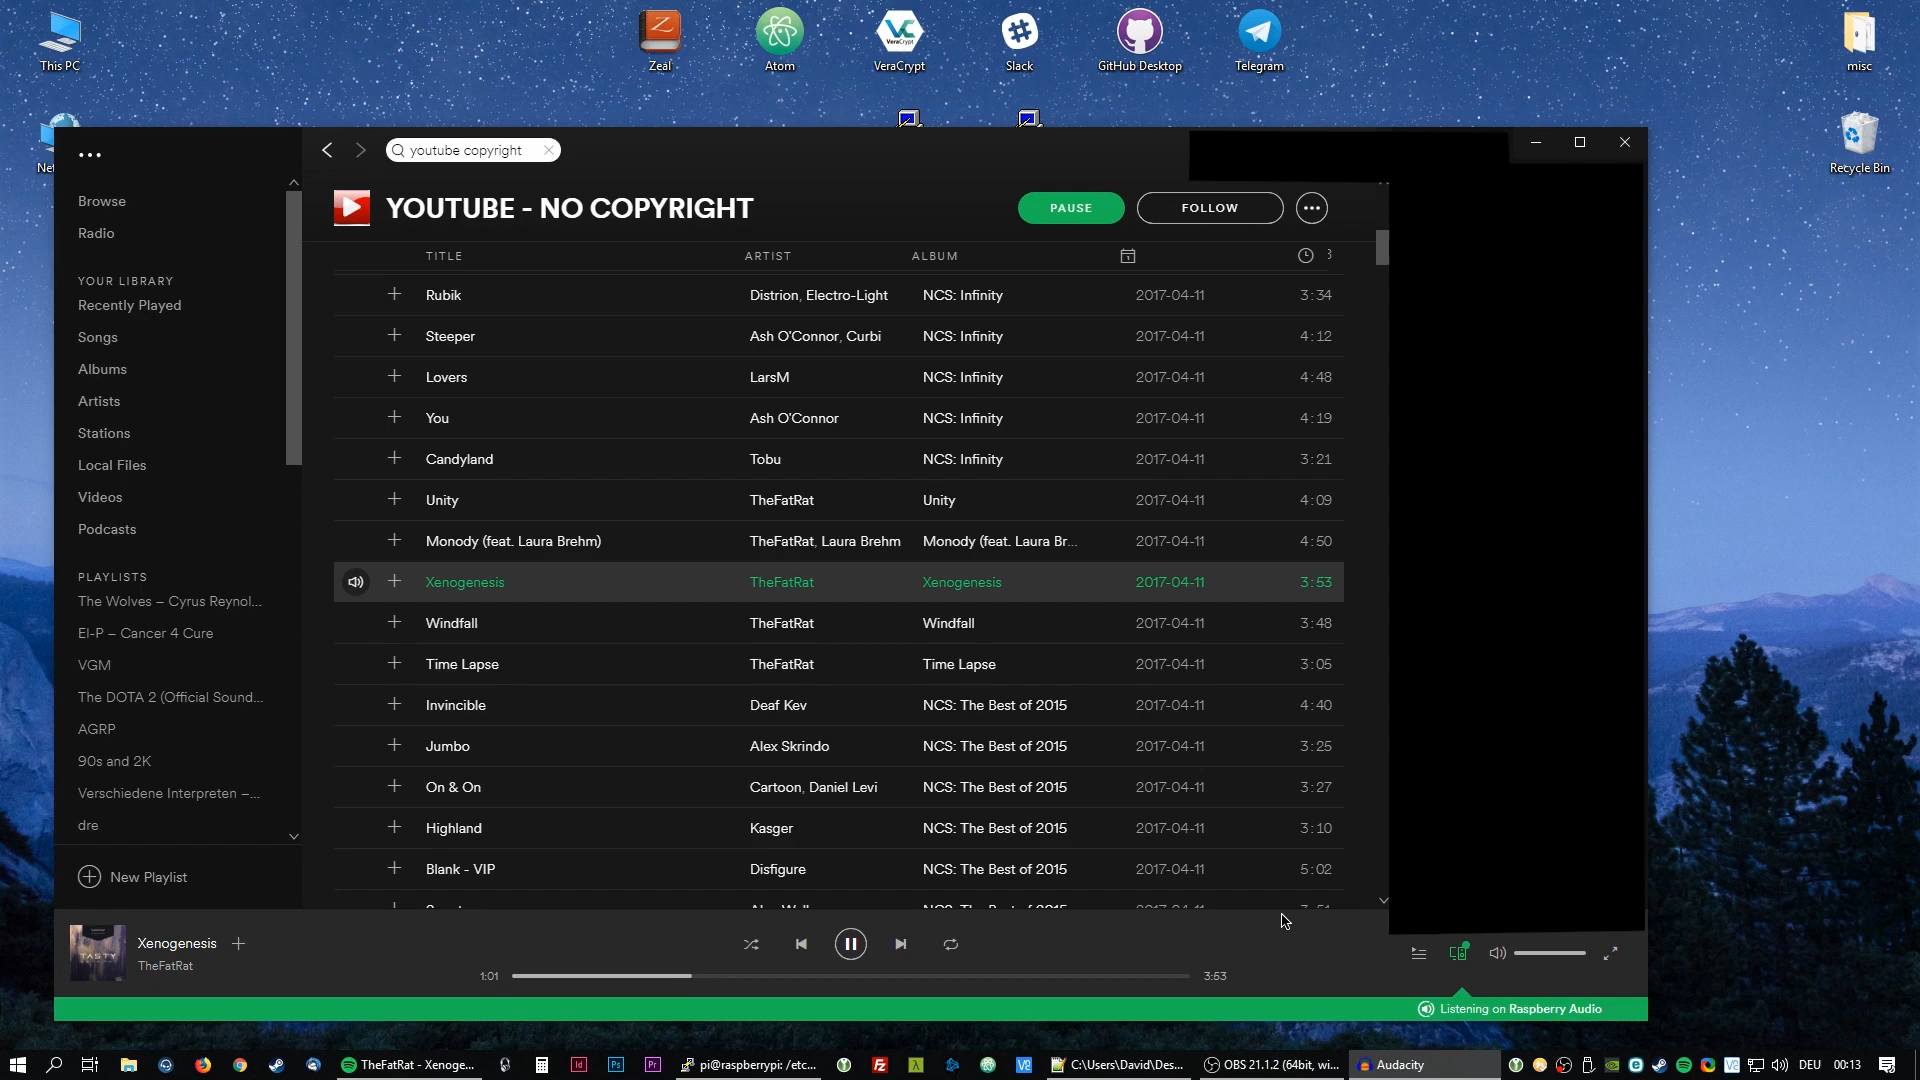 This PC
Zeal
Atom
VeraCrypt
Slack
GitHub Desktop
Telegram
misc
Recycle Bin
youtube copyright
Browse
Radio
YOUR LIBRARY
Recently Played
Songs
Albums
Artists
Stations
Local Files
Videos
Podcasts
PLAYLISTS
The Wolves – Cyrus Reynol...
El-P – Cancer 4 Cure
VGM
The DOTA 2 (Official Sound...
AGRP
90s and 2K
Verschiedene Interpreten –...
dre
New Playlist
YOUTUBE - NO COPYRIGHT
PAUSE
FOLLOW
TITLE ARTIST ALBUM
Rubik Distrion, Electro-Light NCS: Infinity 2017-04-11 3:34
Steeper Ash O'Connor, Curbi NCS: Infinity 2017-04-11 4:12
Lovers LarsM NCS: Infinity 2017-04-11 4:48
You Ash O'Connor NCS: Infinity 2017-04-11 4:19
Candyland Tobu NCS: Infinity 2017-04-11 3:21
Unity TheFatRat Unity 2017-04-11 4:09
Monody (feat. Laura Brehm) TheFatRat, Laura Brehm Monody (feat. Laura Br... 2017-04-11 4:50
Xenogenesis TheFatRat Xenogenesis 2017-04-11 3:53
Windfall TheFatRat Windfall 2017-04-11 3:48
Time Lapse TheFatRat Time Lapse 2017-04-11 3:05
Invincible Deaf Kev NCS: The Best of 2015 2017-04-11 4:40
Jumbo Alex Skrindo NCS: The Best of 2015 2017-04-11 3:25
On & On Cartoon, Daniel Levi NCS: The Best of 2015 2017-04-11 3:27
Highland Kasger NCS: The Best of 2015 2017-04-11 3:10
Blank - VIP Disfigure NCS: The Best of 2015 2017-04-11 5:02
TASTY
Xenogenesis
TheFatRat
1:01
3:53
Listening on Raspberry Audio
TheFatRat - Xenoge...
pi@raspberrypi: /etc...
C:\Users\David\Des...
OBS 21.1.2 (64bit, wi...
Audacity
DEU
00:13